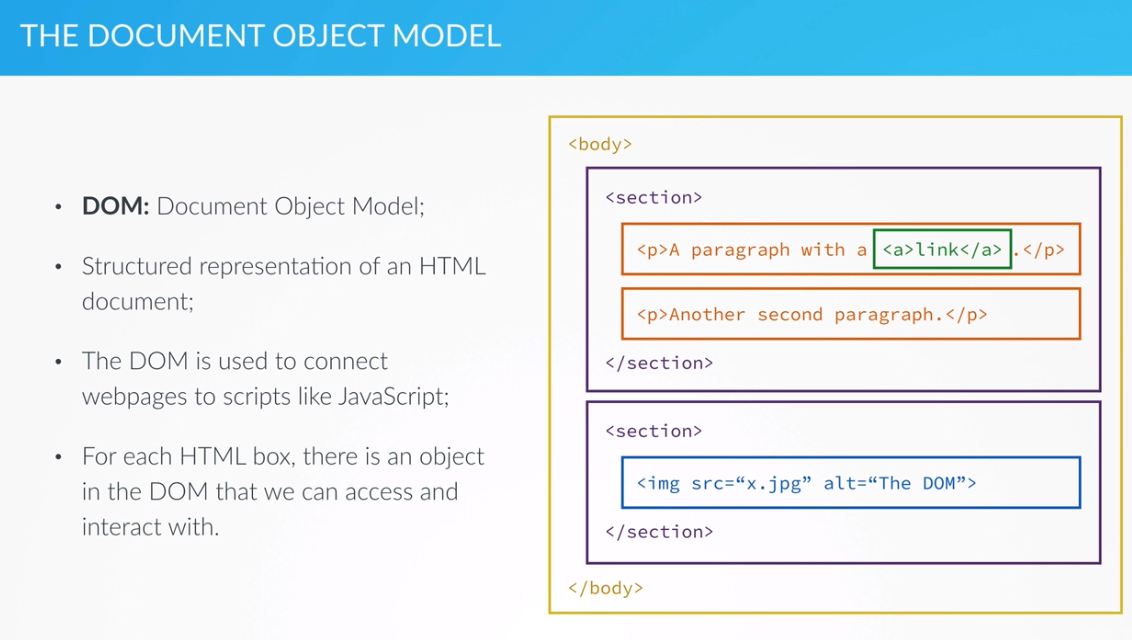 THE DOCUMENT OBJECT MODEL
• DOM: Document Object Model;
• Structured representation of an HTML
document;
• The DOM is used to connect
webpages to scripts like JavaScript;
• For each HTML box, there is an object
in the DOM that we can access and
interact with.
<body>
<section>
<p>A paragraph with a <a>link</a>.</p>
<p>Another second paragraph.</p>
</section>
<section>
<img src=“x.jpg” alt=“The DOM”>
</section>
</body>